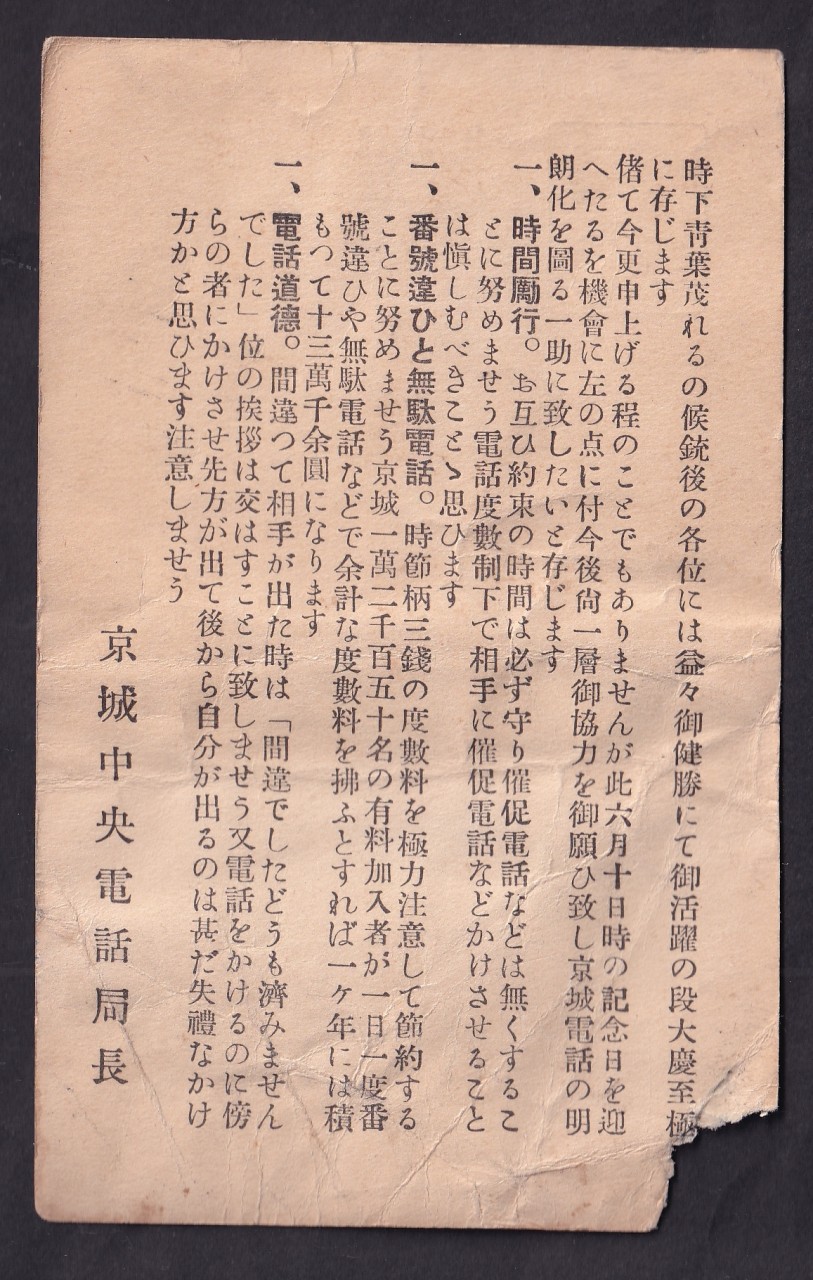 時下靑葉茂れるの候銃後の各位には益々御健勝にて御活躍の段大慶至極
に存じます
偖て今更申上げる程のことでもありませんが此六月十日時の記念日を迎
へたるを機會に左の点に付今後尙一層御協力を御願ひ致し京城電話の明
朗化を圖る一助に致したいと存じます
一、時間勵行。お互ひ約束の時間は必ず守り催促電話などは無くするこ
とに努めませう電話度數制下で相手に催促電話などかけさせること
は愼しむべきことゝ思ひます
一、番號違ひと無駄電話。時節柄三錢の度數料を極力注意して節約する
ことに努めませう京城一萬二千百五十名の有料加入者が一日一度番
號違ひや無駄電話などで余計な度數料を拂ふとすれば一ケ年には積
もつて十三萬千余圓になります
一、電話道德。間違つて相手が出た時は「間違でしたどうも濟みません
でした」位の挨拶は交はすことに致しませう又電話をかけるのに傍
らの者にかけさせ先方が出て後から自分が出るのは甚だ失禮なかけ
方かと思ひます注意しませう
京城中央電話局長